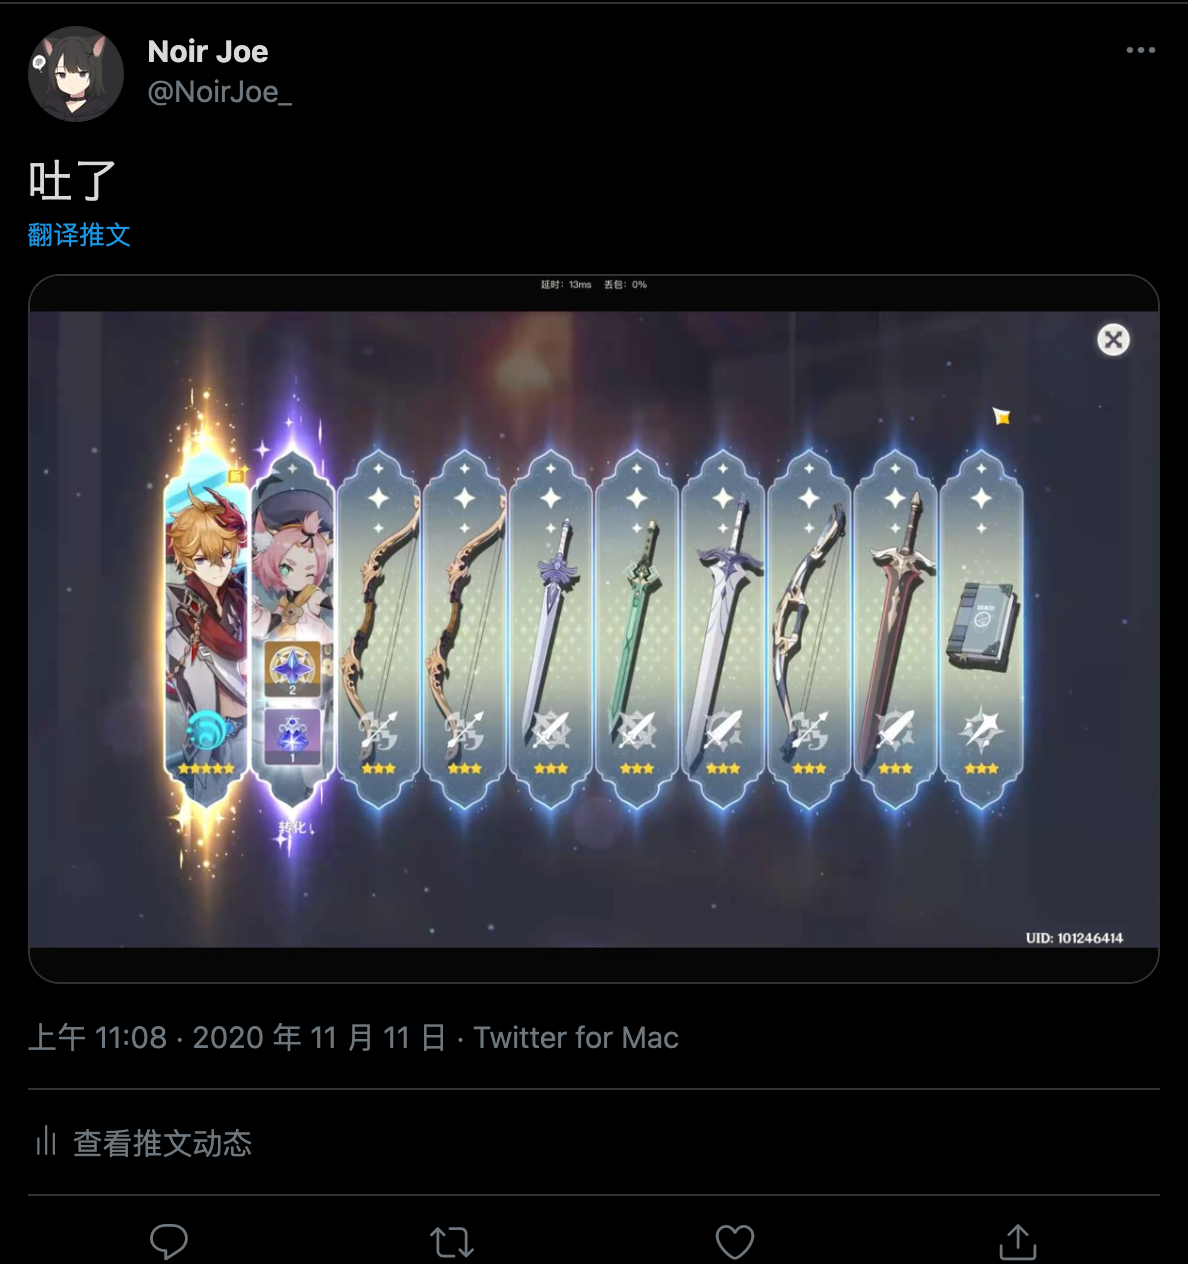 Noir Joe
@NoirJoe_
吐了
翻译推文
延时：13ms 丢包：0%
新
2
1
转化
UID: 101246414
上午 11:08 · 2020 年 11 月 11 日 · Twitter for Mac
查看推文动态